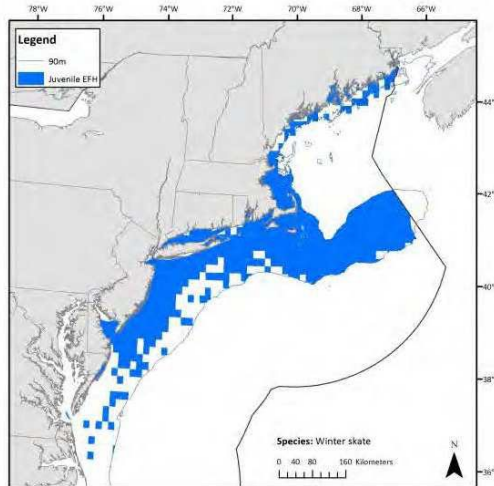 78°W 76°W 74°W 72°W 70°W 68°W 66°W
Legend
90m
Juvenile EFH
44°
42°
40°
38°
36°
Species: Winter skate
N
0 40 80 160 Kilometers